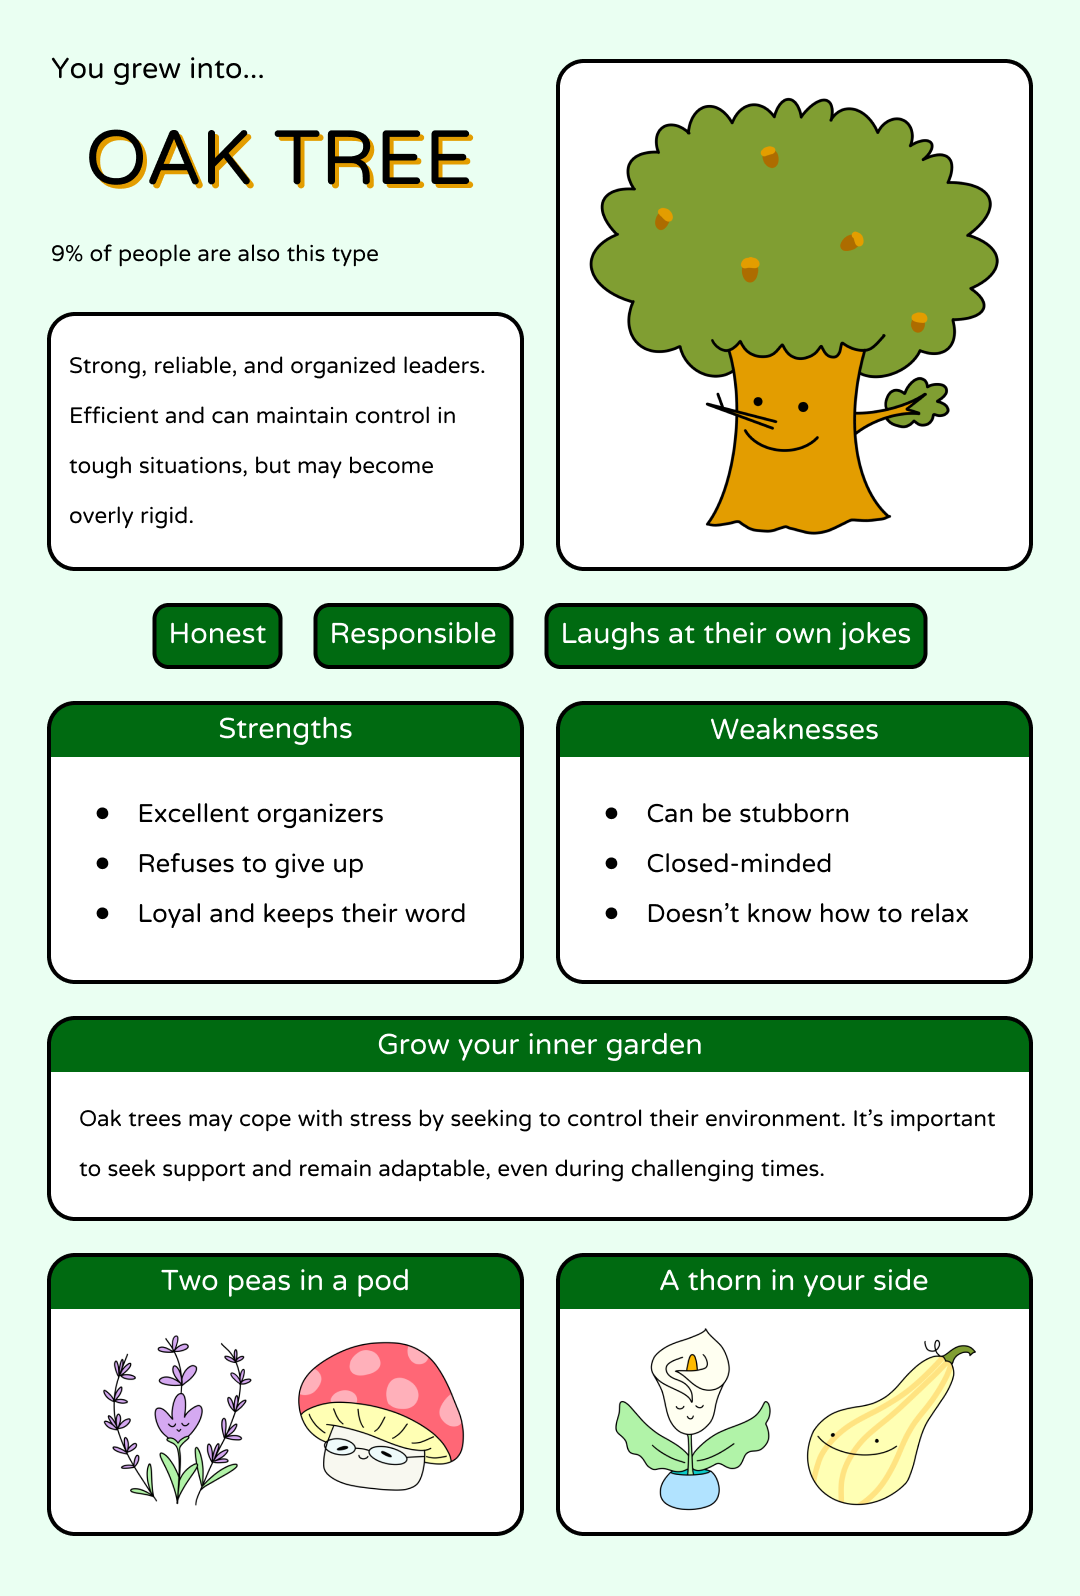 You grew into...
OAK TREE
9% of people are also this type
Strong, reliable, and organized leaders.
Efficient and can maintain control in
tough situations, but may become
overly rigid.
Honest
Responsible
Laughs at their own jokes
Strengths
● Excellent organizers
● Refuses to give up
● Loyal and keeps their word
Weaknesses
● Can be stubborn
● Closed-minded
● Doesn’t know how to relax
Grow your inner garden
Oak trees may cope with stress by seeking to control their environment. It’s important
to seek support and remain adaptable, even during challenging times.
Two peas in a pod
A thorn in your side